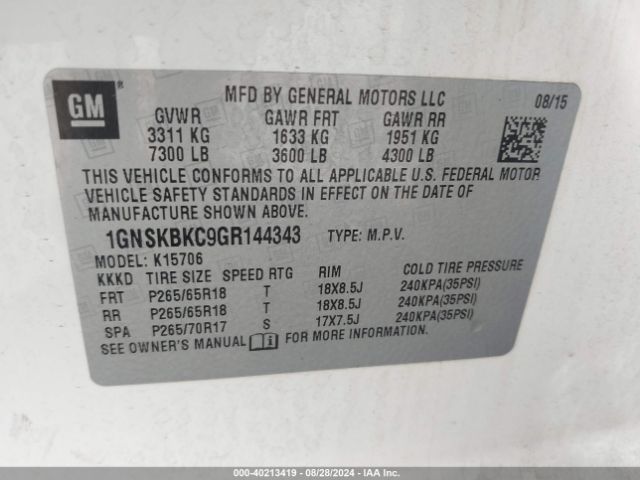 GM
MFD BY GENERAL MOTORS LLC 08/15
GVWR GAWR FRT GAWR RR
3311 KG 1633 KG 1951 KG
7300 LB 3600 LB 4300 LB
THIS VEHICLE CONFORMS TO ALL APPLICABLE U.S. FEDERAL MOTOR
VEHICLE SAFETY STANDARDS IN EFFECT ON THE DATE OF
MANUFACTURE SHOWN ABOVE.
1GNSKBKC9GR144343 TYPE: M.P.V.
MODEL: K15706
KKKD TIRE SIZE SPEED RTG RIM COLD TIRE PRESSURE
FRT P265/65R18 T 18X8.5J 240KPA(35PSI)
RR P265/65R18 T 18X8.5J 240KPA(35PSI)
SPA P265/70R17 S 17X7.5J 240KPA(35PSI)
SEE OWNER'S MANUAL FOR MORE INFORMATION.
000-40213419 - 08/28/2024 - IAA Inc.